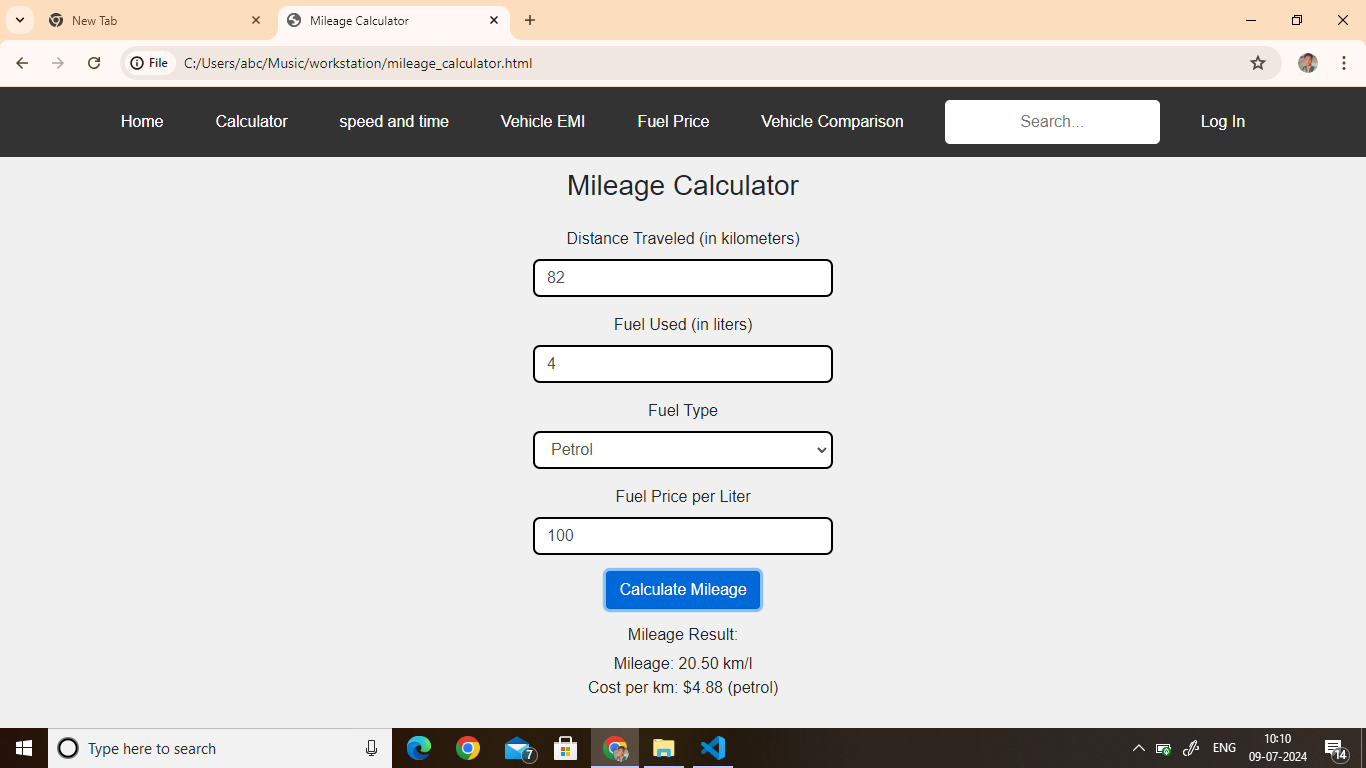 New Tab
Mileage Calculator
File C:/Users/abc/Music/workstation/mileage_calculator.html
Home Calculator speed and time Vehicle EMI Fuel Price Vehicle Comparison Search... Log In
Mileage Calculator
Distance Traveled (in kilometers)
82
Fuel Used (in liters)
4
Fuel Type
Petrol
Fuel Price per Liter
100
Calculate Mileage
Mileage Result:
Mileage: 20.50 km/l
Cost per km: $4.88 (petrol)
Type here to search
7
ENG
10:10
09-07-2024
14